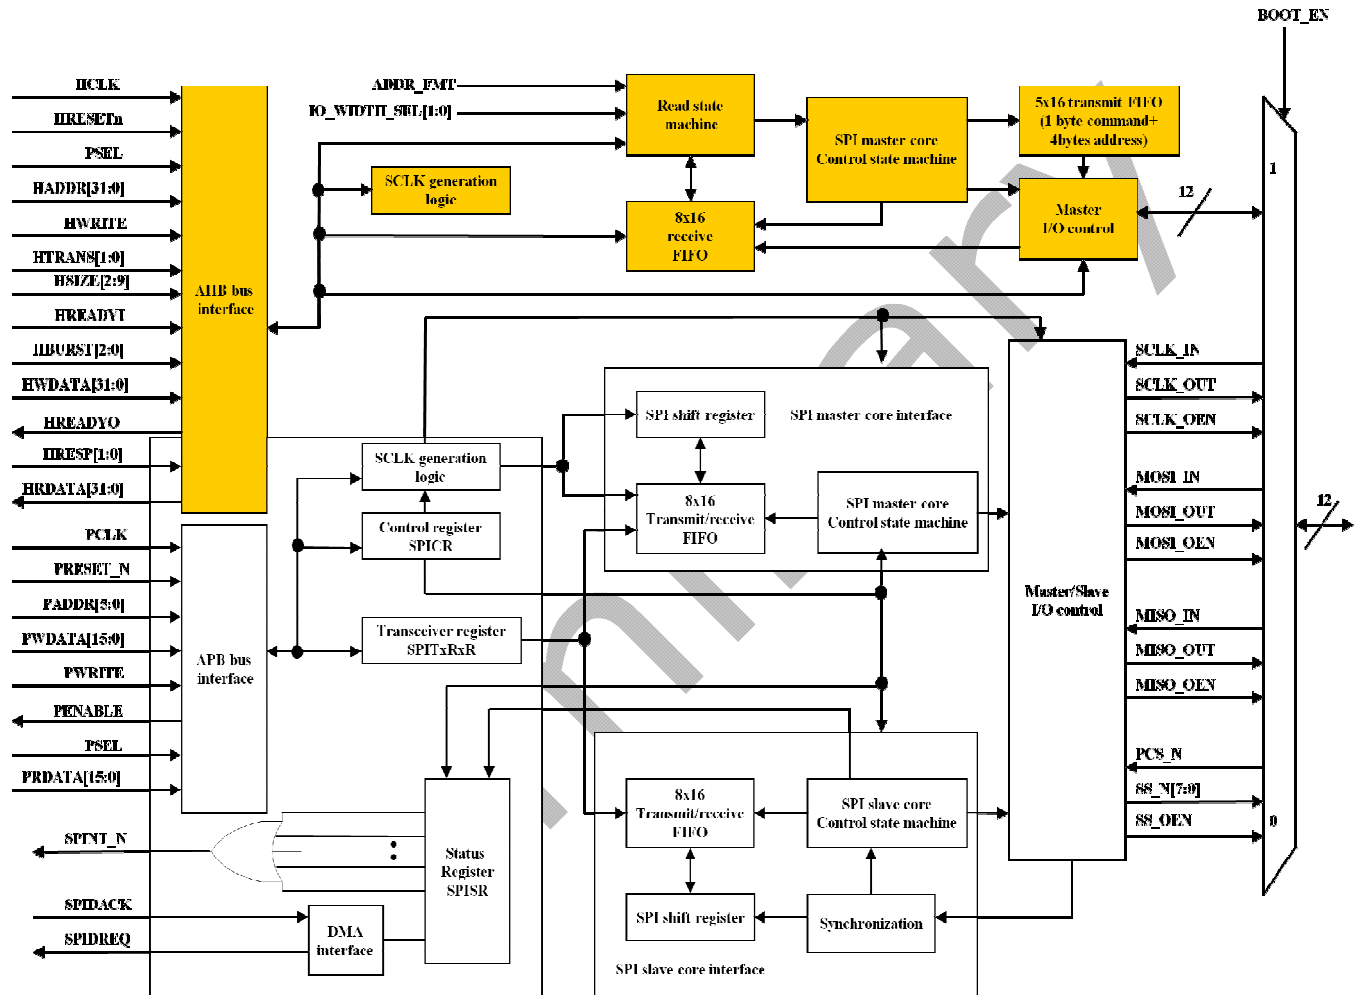 BOOT_EN
HCLK
HRESETn
PSEL
HADDR[31:0]
HWRITE
HTRANS[1:0]
HSIZE[2:9]
HREADYI
HBURST[2:0]
HWDATA[31:0]
HREADYO
HRESP[1:0]
HRDATA[31:0]
AHB bus
interface
ADDR_FMT
IO_WIDTH_SEL[1:0]
Read state
machine
SPI master core
Control state machine
5x16 transmit FIFO
(1 byte command+
4bytes address)
SCLK generation
logic
8x16
receive
FIFO
Master
I/O control
12
1
PCLK
PRESET_N
PADDR[5:0]
PWDATA[15:0]
PWRITE
PENABLE
PSEL
PRDATA[15:0]
APB bus
interface
SCLK generation
logic
Control register
SPICR
Transceiver register
SPITxRxR
SPI shift register
SPI master core interface
8x16
Transmit/receive
FIFO
SPI master core
Control state machine
Master/Slave
I/O control
SCLK_IN
SCLK_OUT
SCLK_OEN
MOSI_IN
MOSI_OUT
MOSI_OEN
MISO_IN
MISO_OUT
MISO_OEN
PCS_N
SS_N[7:0]
SS_OEN
0
12
SPINT_N
SPIDACK
SPIDREQ
DMA
interface
Status
Register
SPISR
8x16
Transmit/receive
FIFO
SPI slave core
Control state machine
SPI shift register
Synchronization
SPI slave core interface